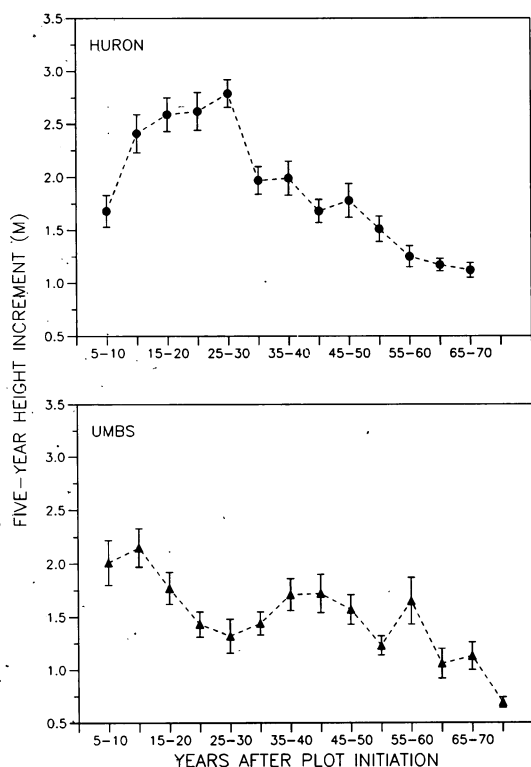 FIVE-YEAR HEIGHT INCREMENT (M)
HURON
3.5
3.0
2.5
2.0
1.5
1.0
0.5
5-10 15-20 25-30 35-40 45-50 55-60 65-70
UMBS
3.5
3.0
2.5
2.0
1.5
1.0
0.5
5-10 15-20 25-30 35-40 45-50 55-60 65-70
YEARS AFTER PLOT INITIATION